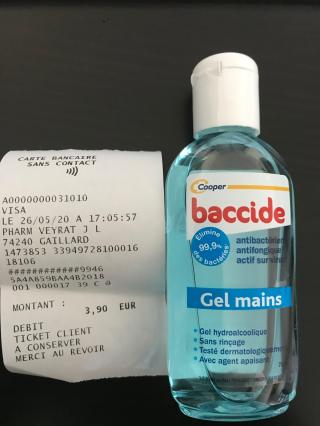 CARTE BANCAIRE
SANS CONTACT
A0000000031010
VISA
LE 26/05/20 A 17:05:57
PHARM VEYRAT J L
74240 GAILLARD
1473853 33949728100016
18106
############9946
5A4A859BAA4B2018
001 000017 39 C @
MONTANT : 3,90 EUR
DEBIT
TICKET CLIENT
A CONSERVER
MERCI AU REVOIR
Cooper
baccide
Elimine
99,9%
des bactéries
antibactérien
antifongique
actif sur
Gel mains
• Gel hydroalcoolique
• Sans rinçage
• Testé dermatologiquement
• Avec agent apaisant